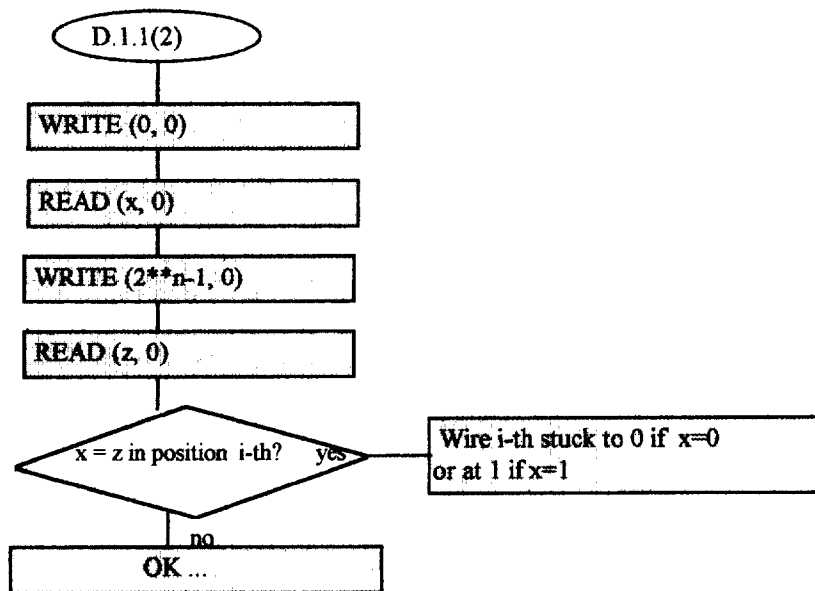 D.1.1(2)
WRITE (0, 0)
READ (x, 0)
WRITE (2**n-1, 0)
READ (z, 0)
x = z in position i-th? yes
Wire i-th stuck to 0 if x=0
or at 1 if x=1
no
OK ...